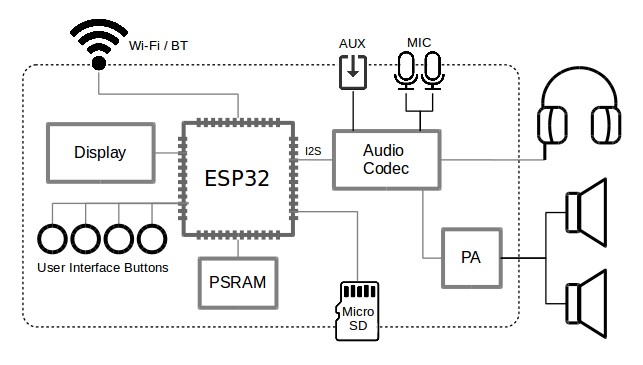 Wi-Fi / BT
AUX
MIC
Display
ESP32
I2S
Audio
Codec
User Interface Buttons
PSRAM
PA
Micro
SD